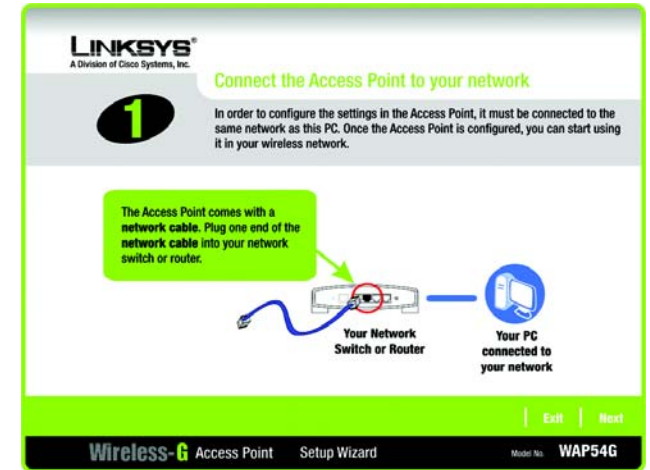 LINKSYS®
A Division of Cisco Systems, Inc.
Connect the Access Point to your network
1
In order to configure the settings in the Access Point, it must be connected to the
same network as this PC. Once the Access Point is configured, you can start using
it in your wireless network.
The Access Point comes with a
network cable. Plug one end of the
network cable into your network
switch or router.
Your Network
Switch or Router
Your PC
connected to
your network
Exit
Next
Wireless-G Access Point Setup Wizard
Model No. WAP54G